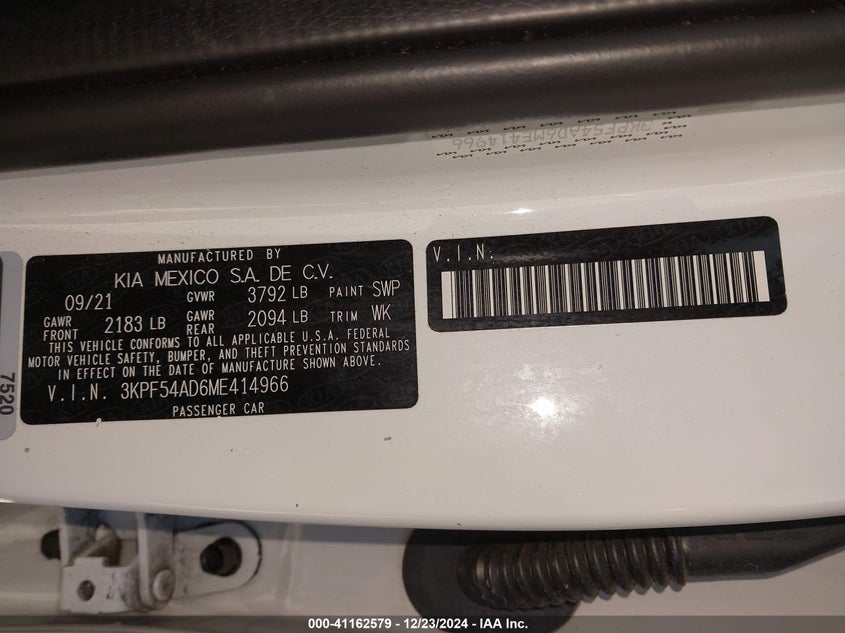 3KPF54AD6ME414966
MANUFACTURED BY
KIA MEXICO S.A. DE C.V.
09/21 GVWR 3792 LB PAINT SWP
GAWR FRONT 2183 LB GAWR REAR 2094 LB TRIM WK
THIS VEHICLE CONFORMS TO ALL APPLICABLE U.S.A. FEDERAL
MOTOR VEHICLE SAFETY, BUMPER, AND THEFT PREVENTION STANDARDS
IN EFFECT ON THE DATE OF MANUFACTURE SHOWN ABOVE.
V.I.N. 3KPF54AD6ME414966
PASSENGER CAR
V.I.N.
7520
000-41162579 - 12/23/2024 - IAA Inc.